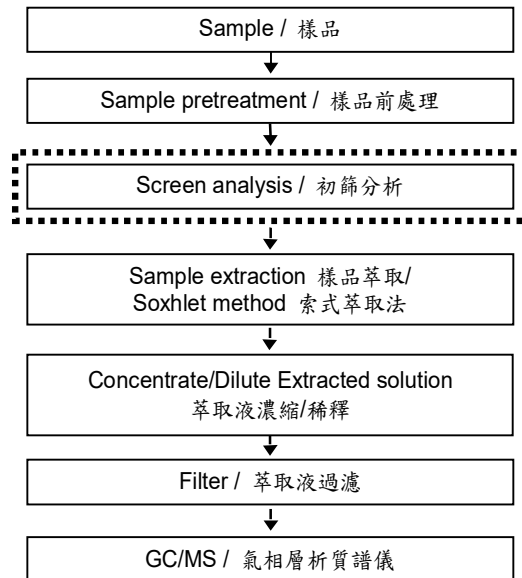 Sample / 樣品
Sample pretreatment / 樣品前處理
Screen analysis / 初篩分析
Sample extraction 樣品萃取/
Soxhlet method 索式萃取法
Concentrate/Dilute Extracted solution
萃取液濃縮/稀釋
Filter / 萃取液過濾
GC/MS / 氣相層析質譜儀